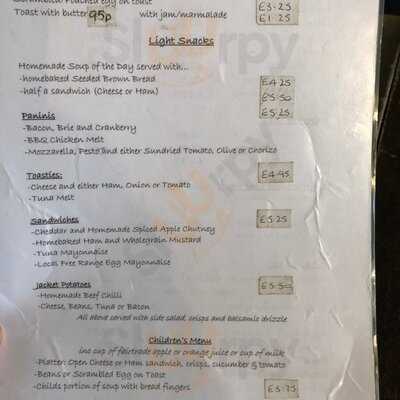 Scrambled/Poached egg on toast £3.25
Toast with butter 95p with jam/marmalade £1.25
Light Snacks
Homemade Soup of the Day served with...
-homebaked Seeded Brown Bread £4.25
-half a sandwich (Cheese or Ham) £5.50
Paninis £5.25
-Bacon, Brie and Cranberry
-BBQ Chicken Melt
-Mozzarella, Pesto and either Sundried Tomato, Olive or Chorizo
Toasties: £4.95
-Cheese and either Ham, Onion or Tomato
-Tuna Melt
Sandwiches £5.25
-Cheddar and Homemade Spiced Apple Chutney
-Homebaked Ham and Wholegrain Mustard
-Tuna Mayonnaise
-Local Free Range Egg Mayonnaise
Jacket Potatoes £5.50
-Homemade Beef Chilli
-Cheese, Beans, Tuna or Bacon
All above served with side salad, crisps and balsamic drizzle
Children's Menu
inc cup of fairtrade apple or orange juice or cup of milk
-Platter: Open Cheese or Ham sandwich, crisps, cucumber & tomato
-Beans or Scrambled Egg on Toast
-Childs portion of soup with bread fingers £3.75